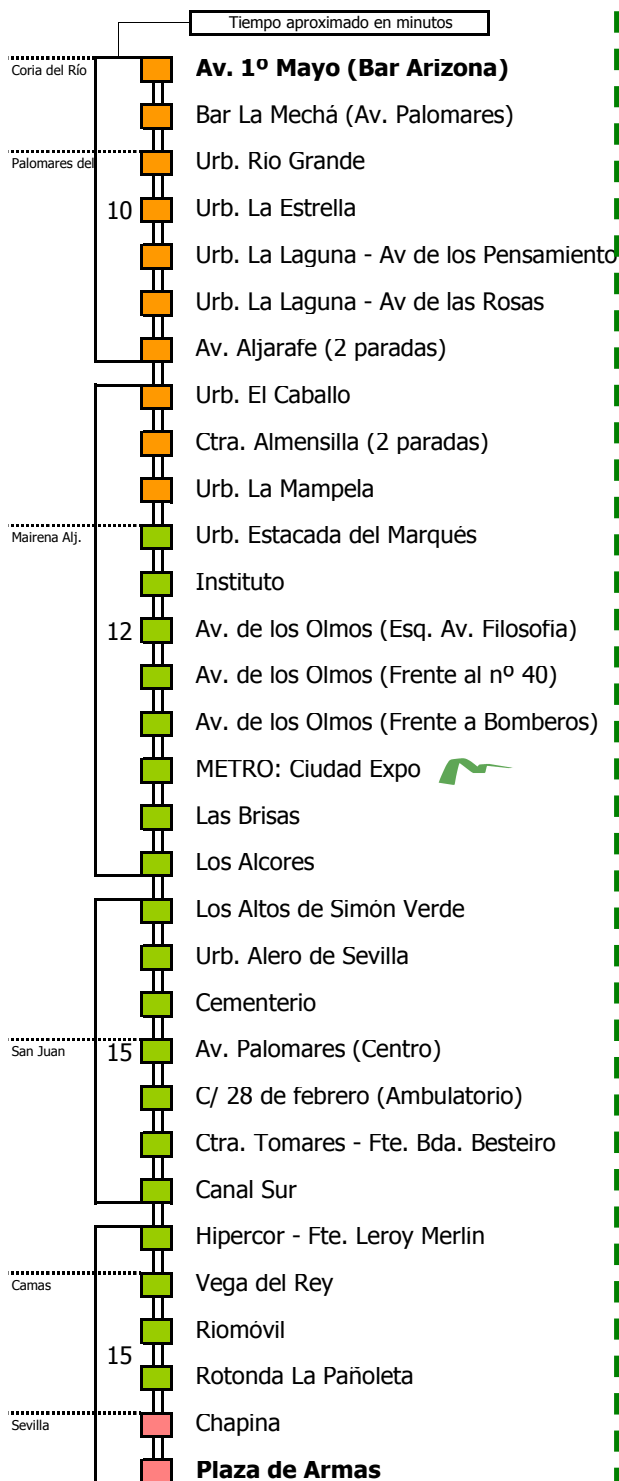 Tiempo aproximado en minutos
Coria del Río
Av. 1º Mayo (Bar Arizona)
Bar La Mechá (Av. Palomares)
Palomares del
Urb. Rio Grande
10
Urb. La Estrella
Urb. La Laguna - Av de los Pensamiento
Urb. La Laguna - Av de las Rosas
Av. Aljarafe (2 paradas)
Urb. El Caballo
Ctra. Almensilla (2 paradas)
Urb. La Mampela
Mairena Alj.
Urb. Estacada del Marqués
Instituto
12
Av. de los Olmos (Esq. Av. Filosofia)
Av. de los Olmos (Frente al nº 40)
Av. de los Olmos (Frente a Bomberos)
METRO: Ciudad Expo
Las Brisas
Los Alcores
Los Altos de Simón Verde
Urb. Alero de Sevilla
Cementerio
San Juan
15
Av. Palomares (Centro)
C/ 28 de febrero (Ambulatorio)
Ctra. Tomares - Fte. Bda. Besteiro
Canal Sur
Hipercor - Fte. Leroy Merlin
Camas
Vega del Rey
Riomóvil
15
Rotonda La Pañoleta
Sevilla
Chapina
Plaza de Armas